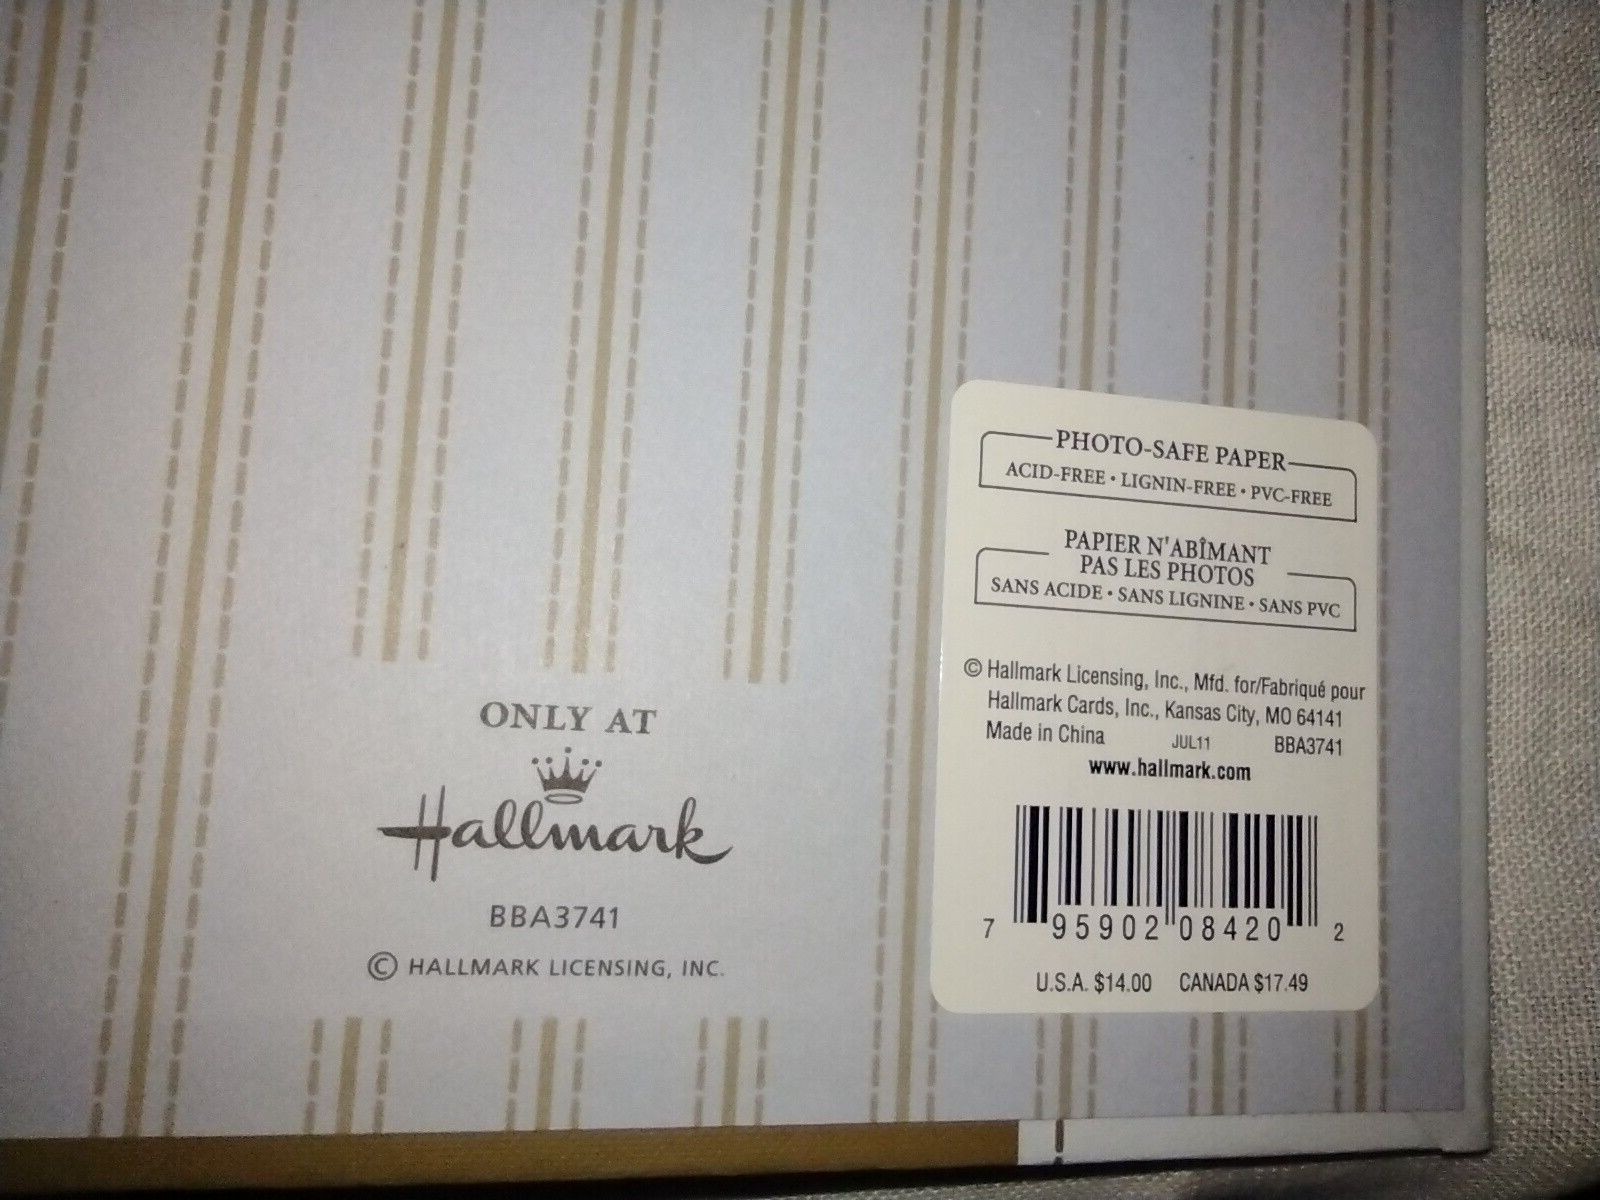 ONLY AT
Hallmark
BBA3741
© HALLMARK LICENSING, INC.
PHOTO-SAFE PAPER
ACID-FREE • LIGNIN-FREE • PVC-FREE
PAPIER N'ABÎMANT
PAS LES PHOTOS
SANS ACIDE • SANS LIGNINE • SANS PVC
© Hallmark Licensing, Inc., Mfd. for/Fabriqué pour
Hallmark Cards, Inc., Kansas City, MO 64141
Made in China JUL11 BBA3741
www.hallmark.com
7 95902 08420 2
U.S.A. $14.00 CANADA $17.49